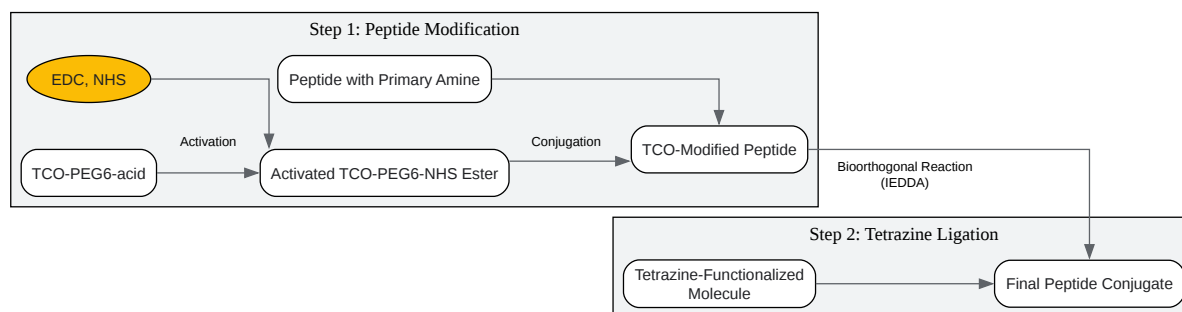 Step 1: Peptide Modification
EDC, NHS
Peptide with Primary Amine
Activation
Conjugation
TCO-Modified Peptide
TCO-PEG6-acid
Activated TCO-PEG6-NHS Ester
Bioorthogonal Reaction
(IEDDA)
Step 2: Tetrazine Ligation
Tetrazine-Functionalized
Molecule
Final Peptide Conjugate